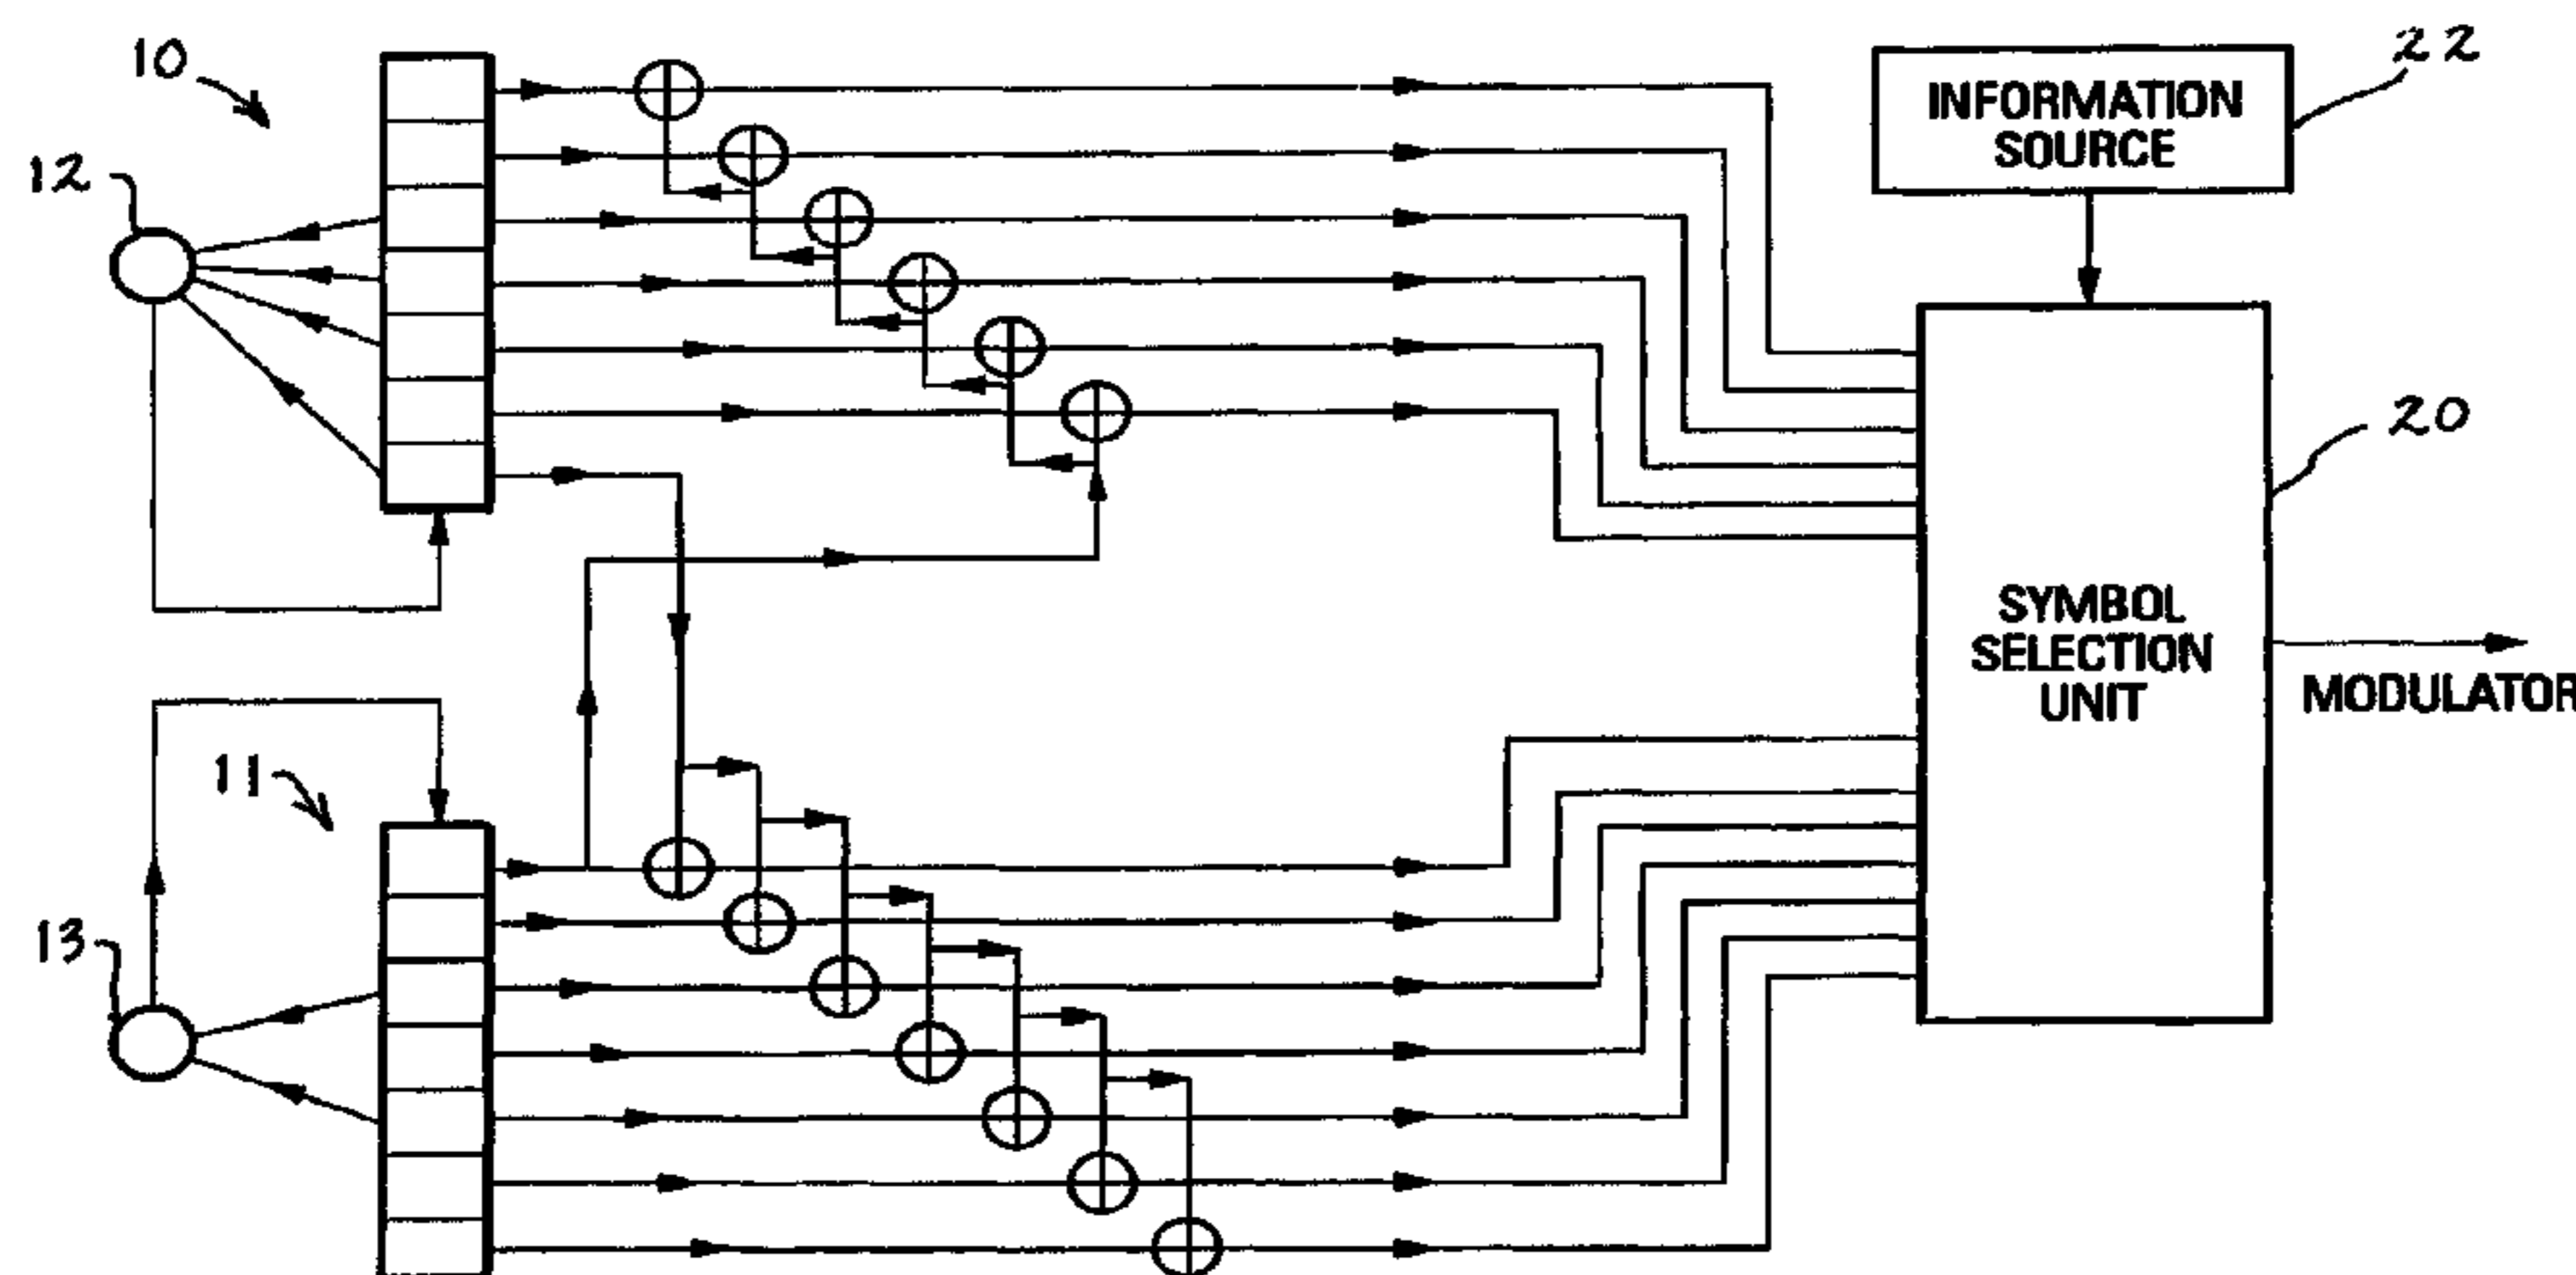 10
22
INFORMATION
SOURCE
12
20
SYMBOL
SELECTION
UNIT
MODULATOR
11
13